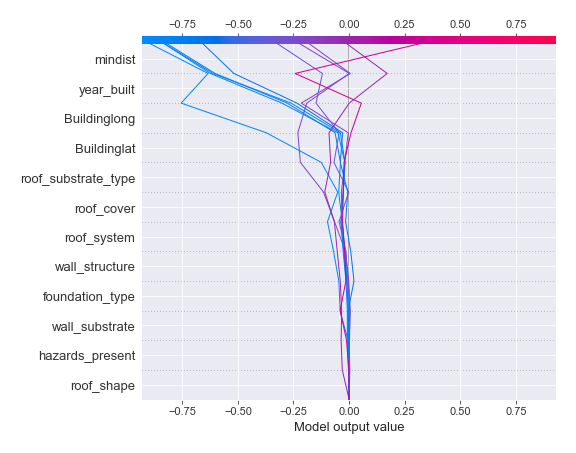 −0.75 −0.50 −0.25 0.00 0.25 0.50 0.75
mindist
year_built
Buildinglong
Buildinglat
roof_substrate_type
roof_cover
roof_system
wall_structure
foundation_type
wall_substrate
hazards_present
roof_shape
−0.75 −0.50 −0.25 0.00 0.25 0.50 0.75
Model output value